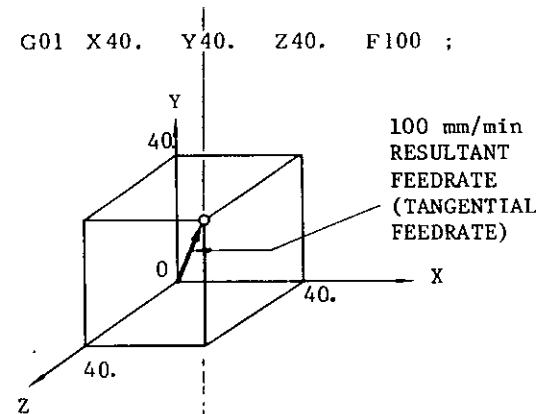 G01 X40. Y40. Z40. F100 ;
Y
40.
100 mm/min
RESULTANT
FEEDRATE
(TANGENTIAL
FEEDRATE)
0
X
40.
40.
Z